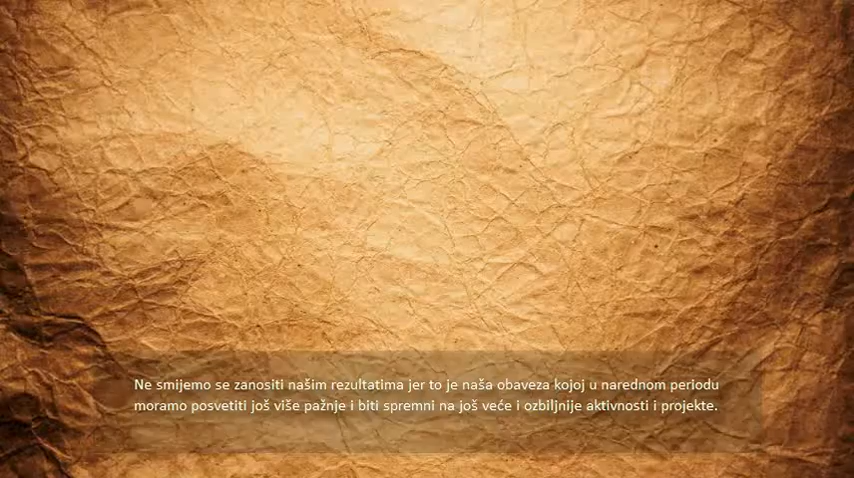 Ne smijemo se zanositi našim rezultatima jer to je naša obaveza kojoj u narednom periodu
moramo posvetiti još više pažnje i biti spremni na još veće i ozbiljnije aktivnosti i projekte.